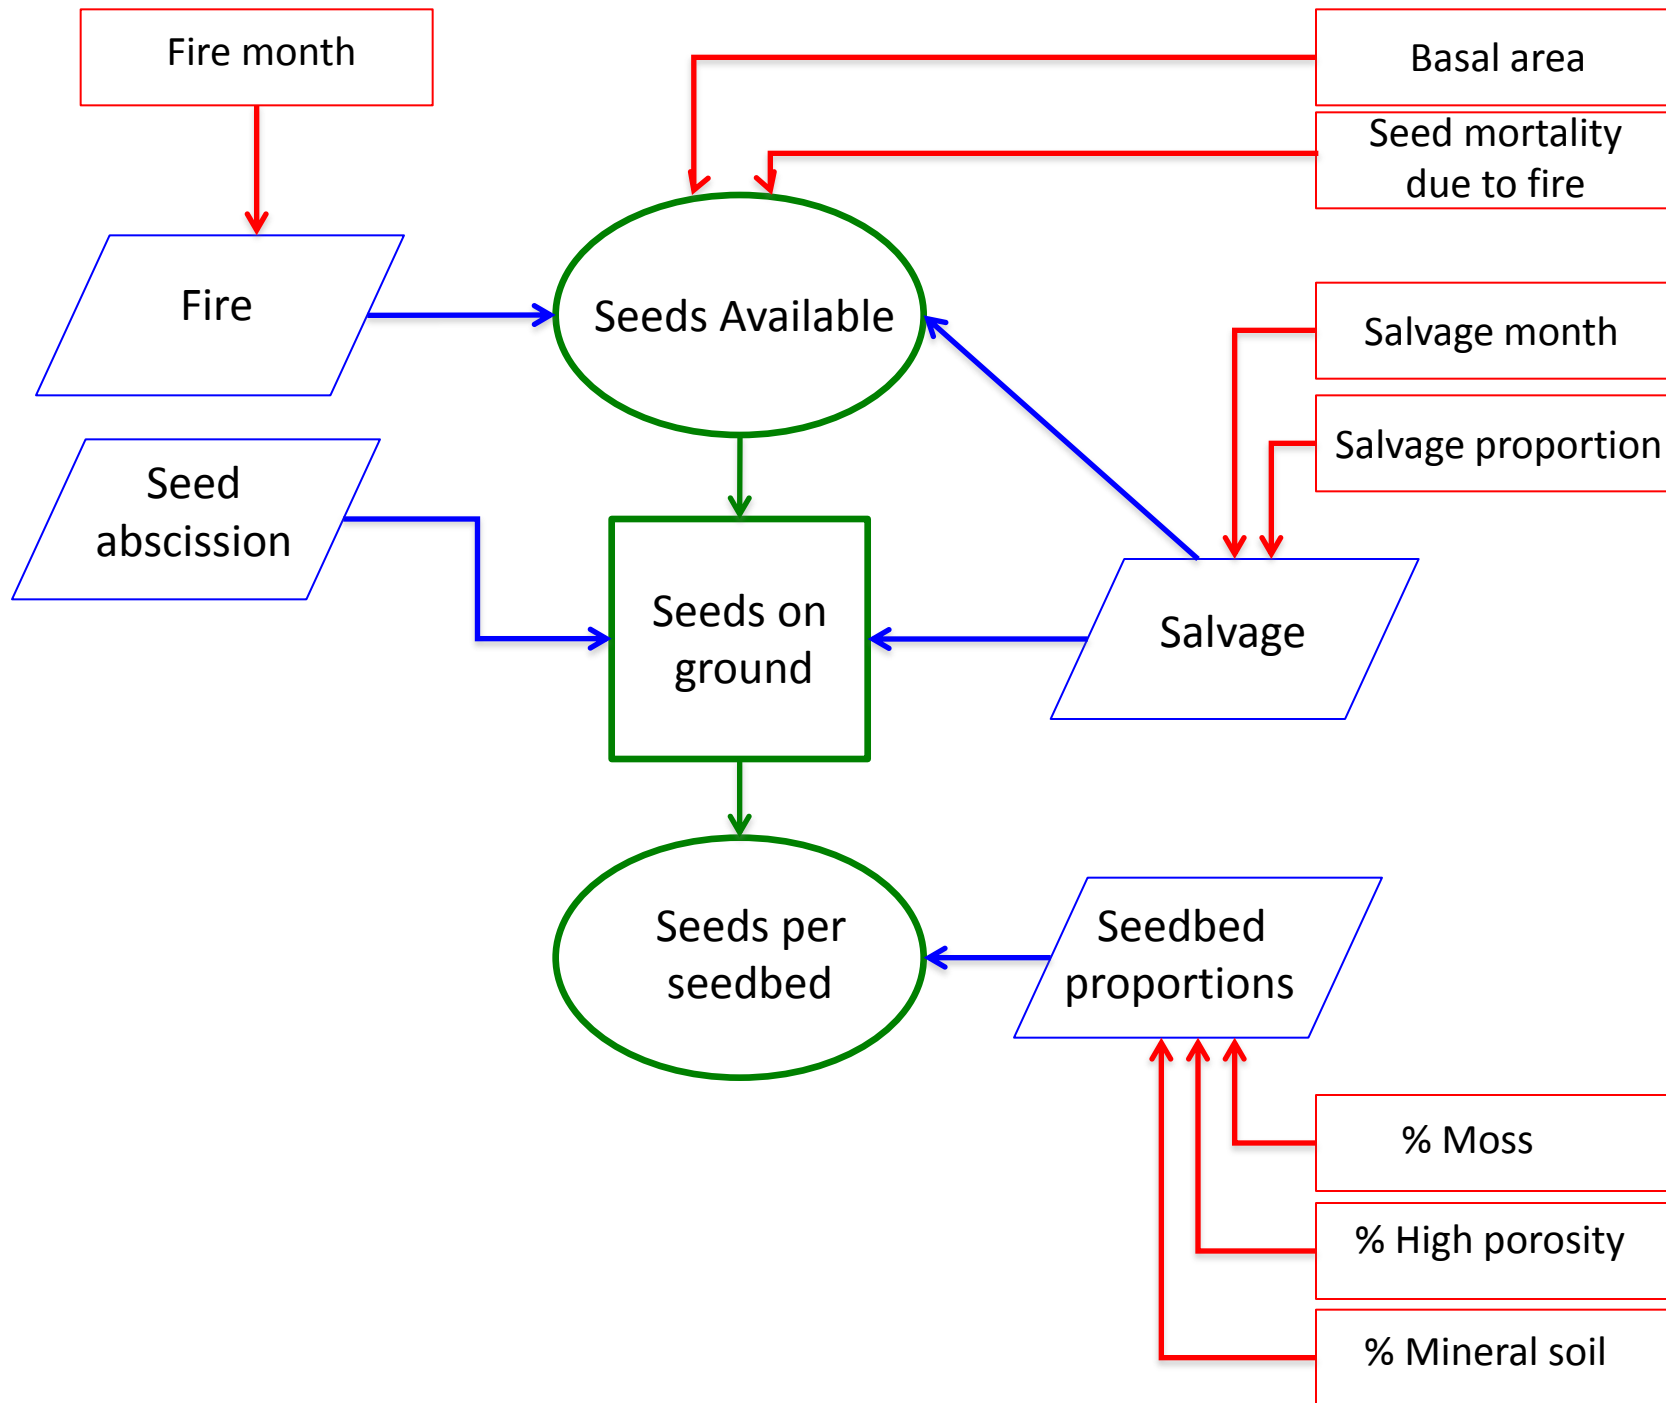 Fire month
Basal area
Seed mortality
due to fire
Fire
Seeds Available
Salvage month
Salvage proportion
Seed
abscission
Seeds on
ground
Salvage
Seeds per
seedbed
Seedbed
proportions
% Moss
% High porosity
% Mineral soil